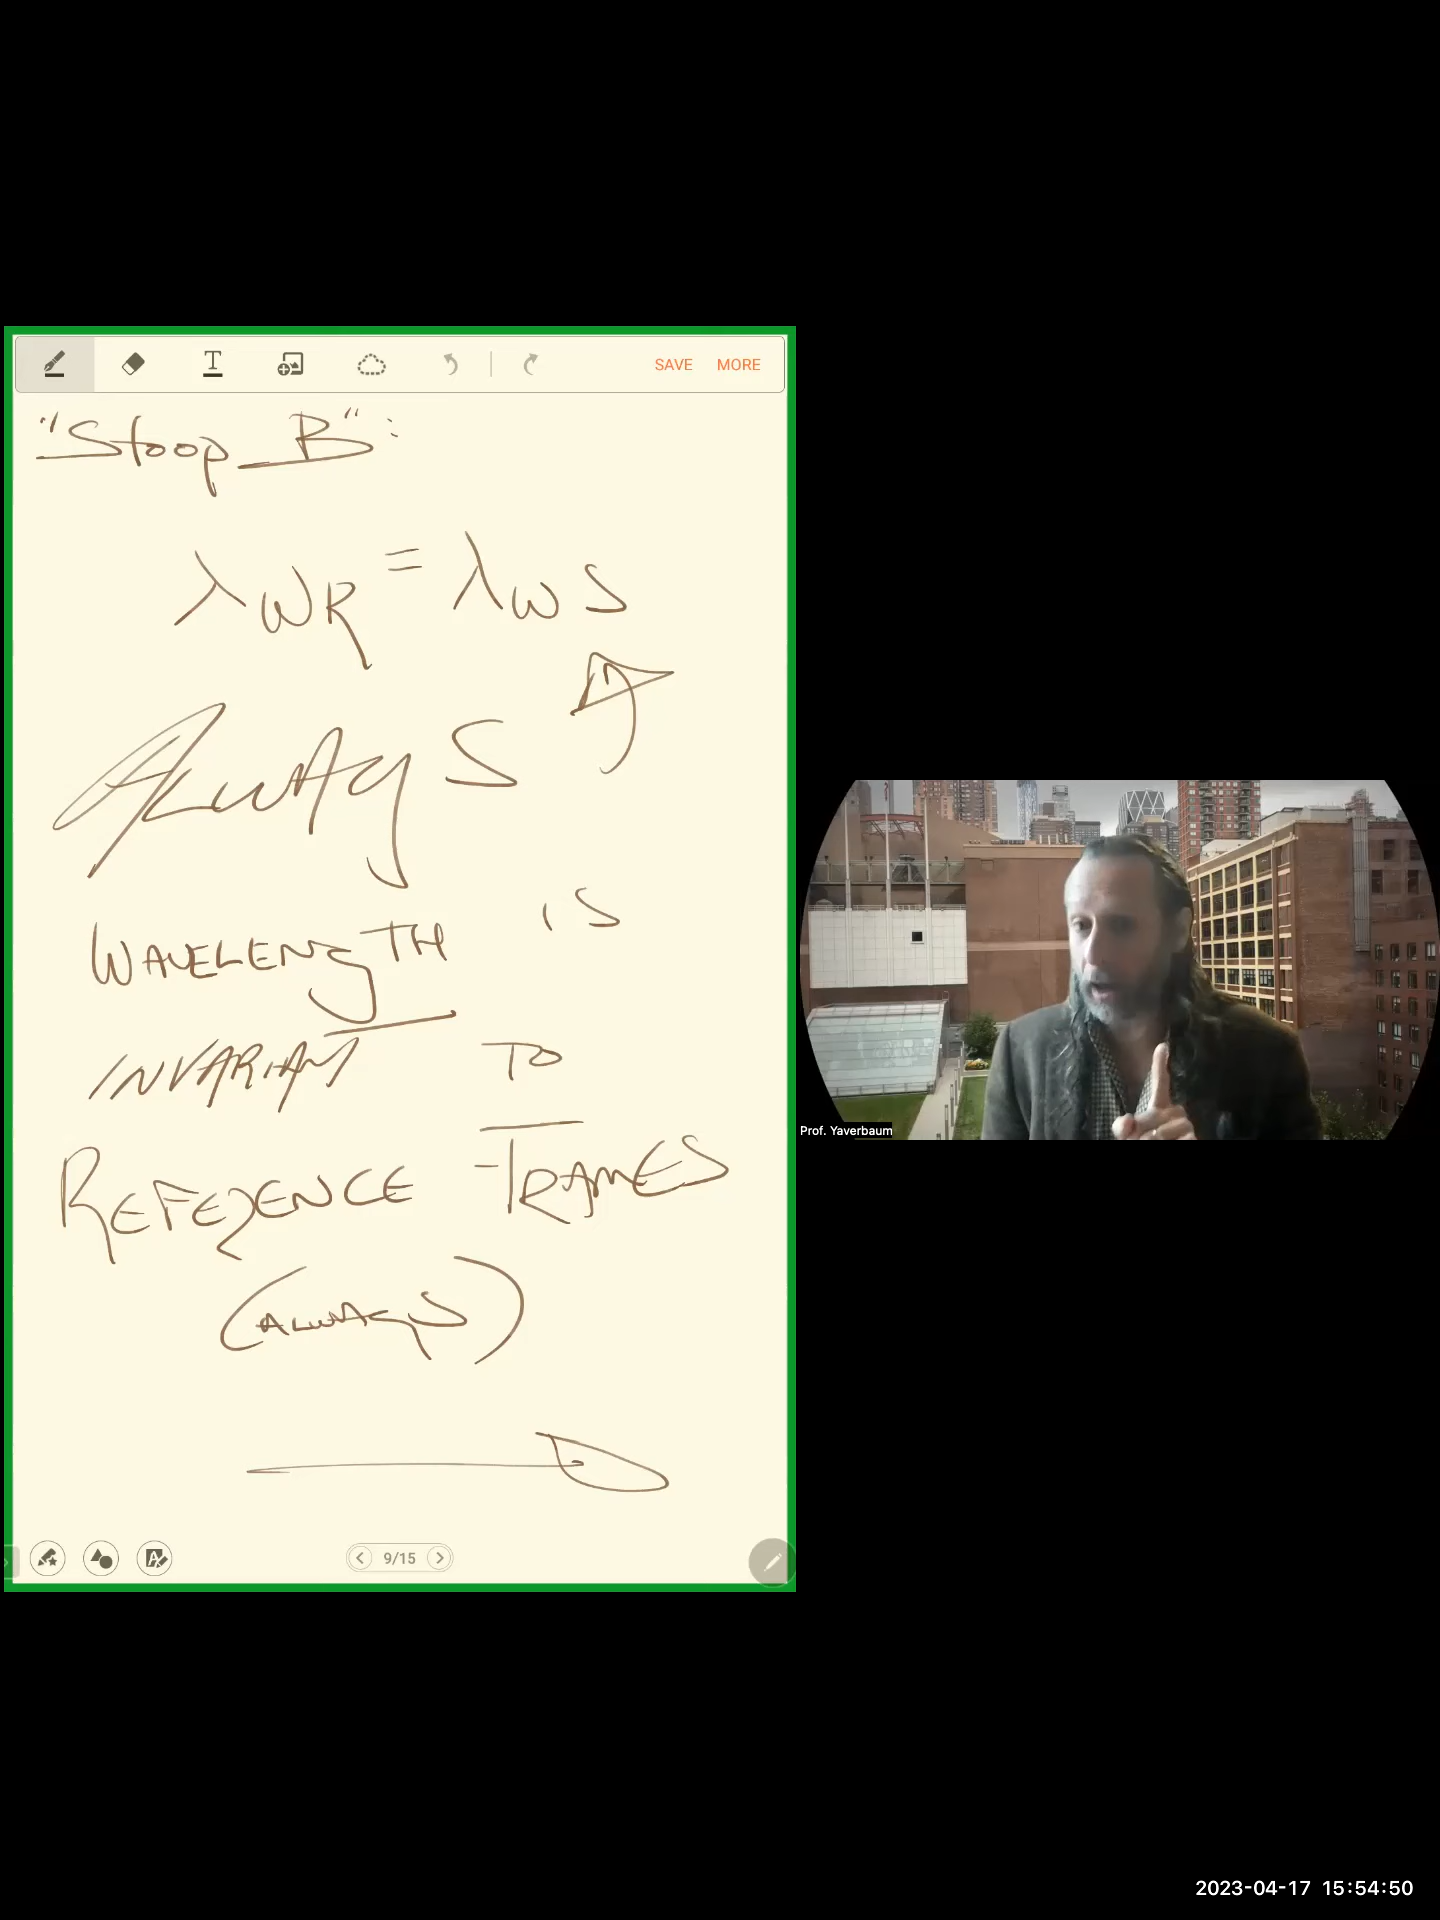 SAVE MORE
"Stoop B":
λWR = λWS
ALWAYS
WAVELENGTH IS
INVARIANT TO
REFERENCE FRAMES
(ALWAYS)
9/15
Prof. Yaverbaum
2023-04-17 15:54:50